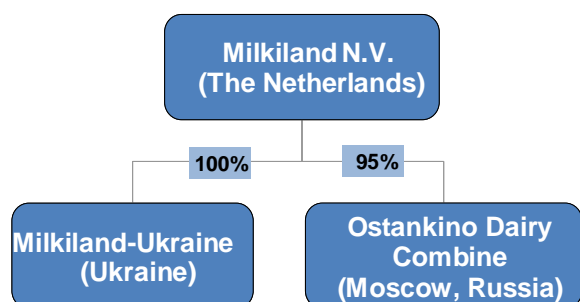 Milkiland N.V.
(The Netherlands)
100%
95%
Milkiland-Ukraine
(Ukraine)
Ostankino Dairy
Combine
(Moscow, Russia)